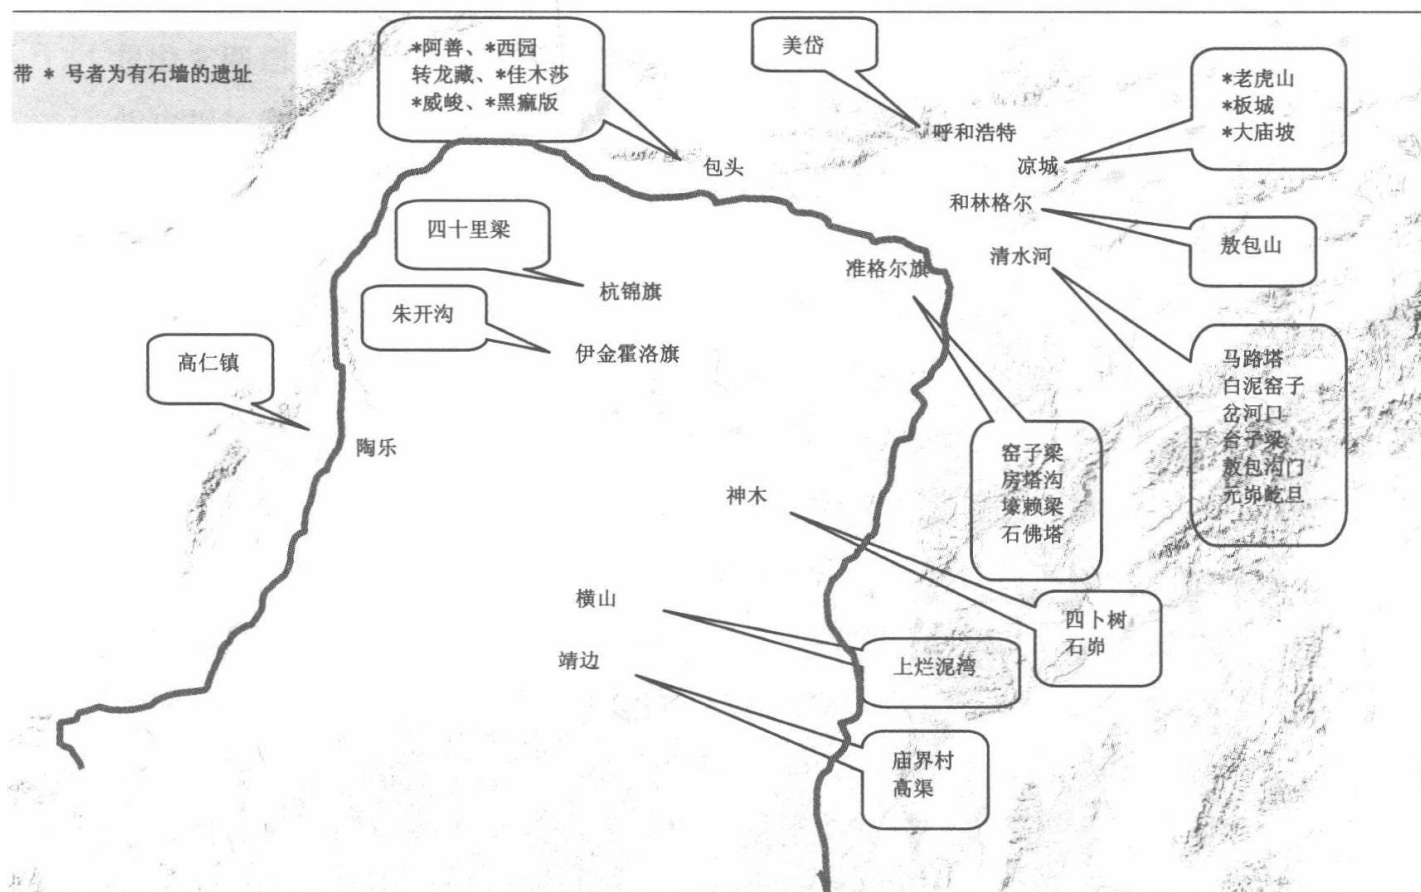 带 * 号者为有石墙的遗址
*阿善、*西园
转龙藏、*佳木莎
*威峻、*黑麻版
美岱
*老虎山
*板城
*大庙坡
呼和浩特
凉城
包头
和林格尔
敖包山
四十里梁
清水河
准格尔旗
杭锦旗
朱开沟
伊金霍洛旗
高仁镇
马路塔
白泥窑子
岔河口
台子梁
敖包沟门
元峁屹旦
陶乐
窑子梁
房塔沟
壕赖梁
石佛塔
神木
横山
四卜树
石峁
靖边
上烂泥湾
庙界村
高渠